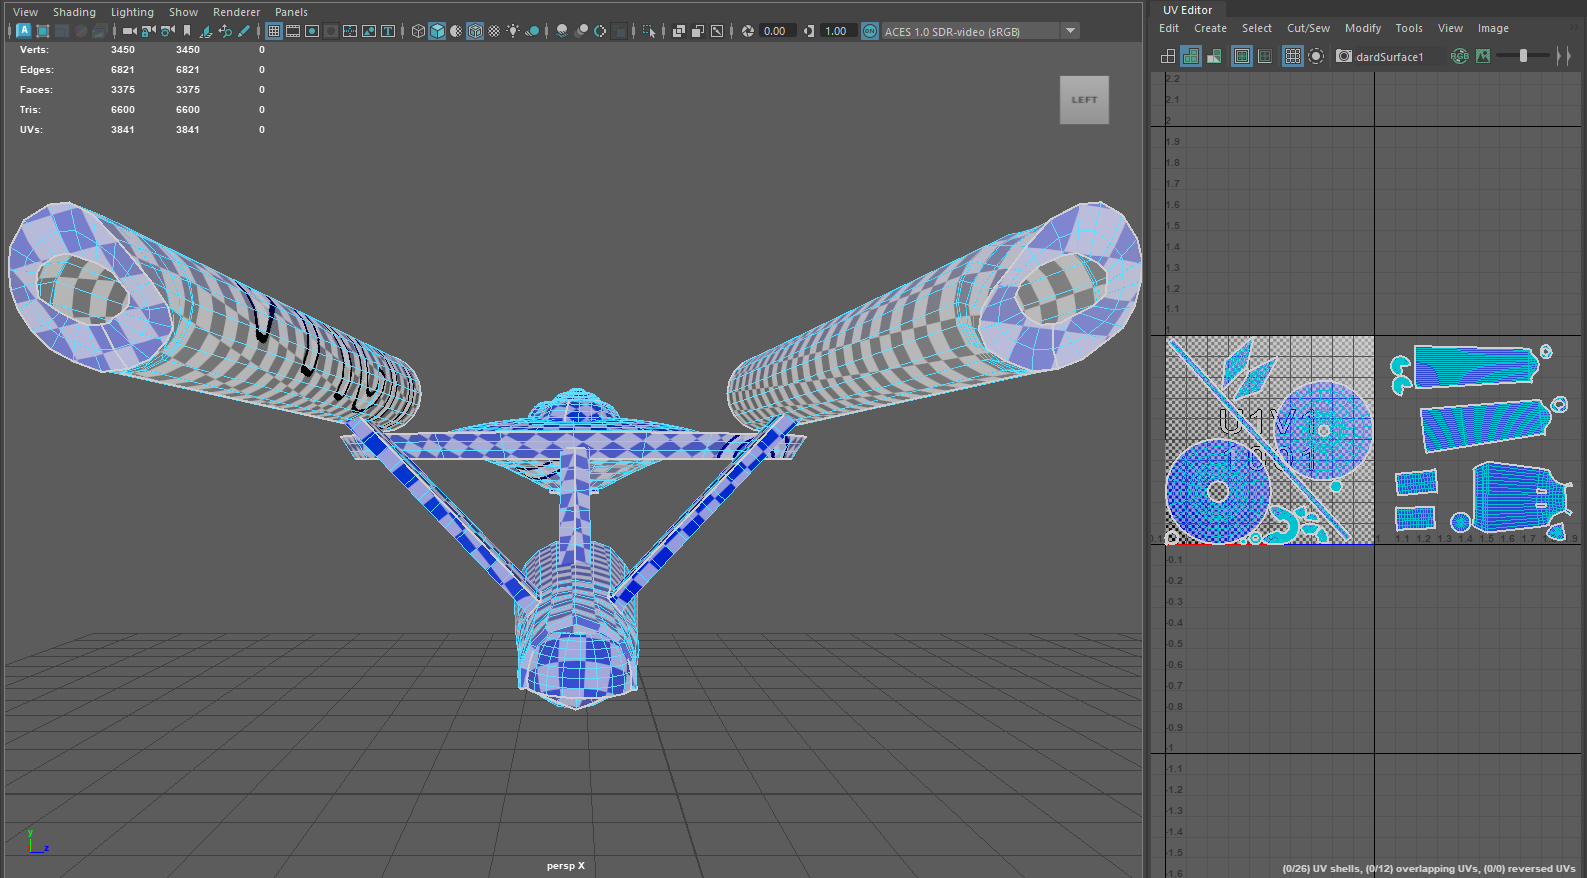 View Shading Lighting Show Renderer Panels
0.00 1.00 ON ACES 1.0 SDR-video (sRGB)
Verts: 3450 3450 0
Edges: 6821 6821 0
Faces: 3375 3375 0
Tris: 6600 6600 0
UVs: 3841 3841 0
LEFT
y
z
persp X
UV Editor
Edit Create Select Cut/Sew Modify Tools View Image
dardSurface1 RGB
2.2
2.1
2
1.9
1.8
1.7
1.6
1.5
1.4
1.3
1.2
1.1
1
U1V1
1001
1 1.1 1.2 1.3 1.4 1.5 1.6 1.7
-0.1
-0.2
-0.3
-0.4
-0.5
-0.6
-0.7
-0.8
-0.9
-1
-1.1
-1.2
-1.3
-1.4
-1.5
-1.6
(0/26) UV shells, (0/12) overlapping UVs, (0/0) reversed UVs